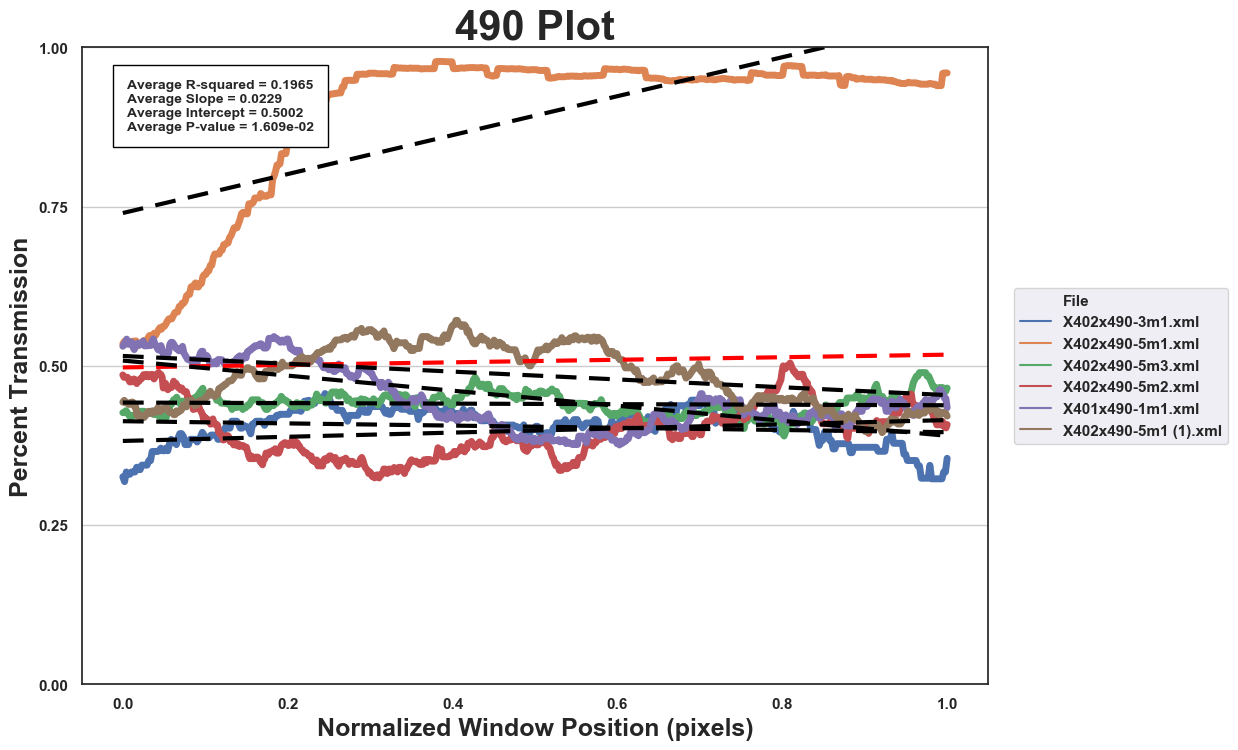 490 Plot
Percent Transmission
1.00
0.75
0.50
0.25
0.00
Average R-squared = 0.1965
Average Slope = 0.0229
Average Intercept = 0.5002
Average P-value = 1.609e-02
0.0 0.2 0.4 0.6 0.8 1.0
Normalized Window Position (pixels)
File
X402x490-3m1.xml
X402x490-5m1.xml
X402x490-5m3.xml
X402x490-5m2.xml
X401x490-1m1.xml
X402x490-5m1 (1).xml